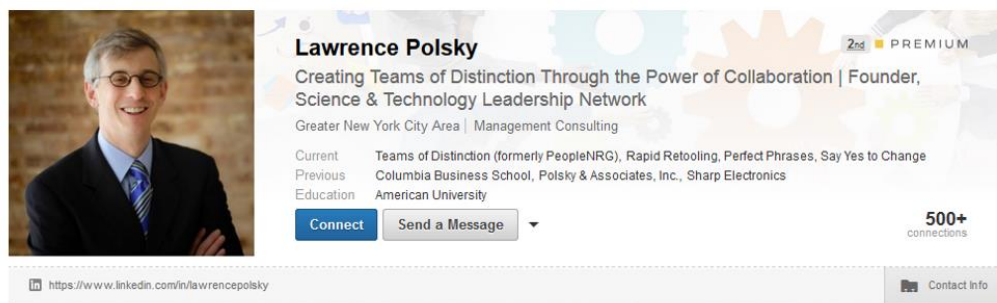 Lawrence Polsky
2nd PREMIUM
Creating Teams of Distinction Through the Power of Collaboration | Founder,
Science & Technology Leadership Network
Greater New York City Area | Management Consulting
Current Teams of Distinction (formerly PeopleNRG), Rapid Retooling, Perfect Phrases, Say Yes to Change
Previous Columbia Business School, Polsky & Associates, Inc., Sharp Electronics
Education American University
Connect Send a Message
500+
connections
in https://www.linkedin.com/in/lawrencepolsky Contact Info